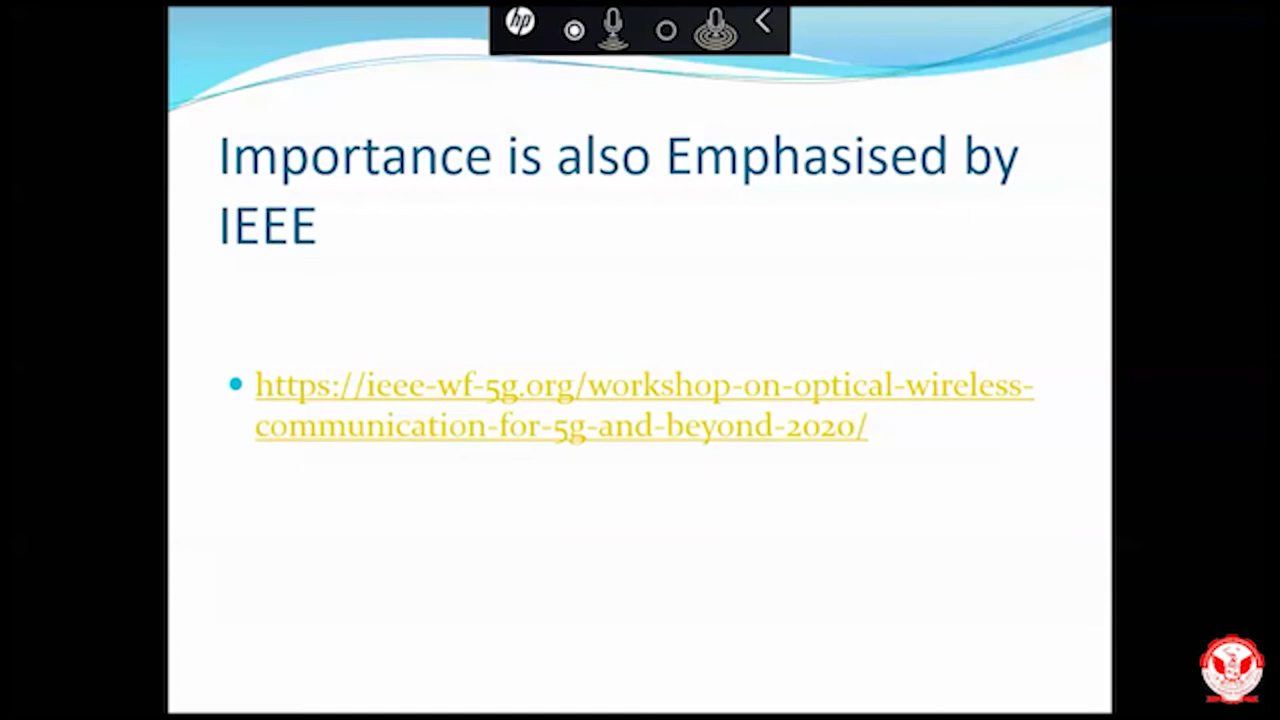 hp
Importance is also Emphasised by
IEEE
https://ieee-wf-5g.org/workshop-on-optical-wireless-
communication-for-5g-and-beyond-2020/